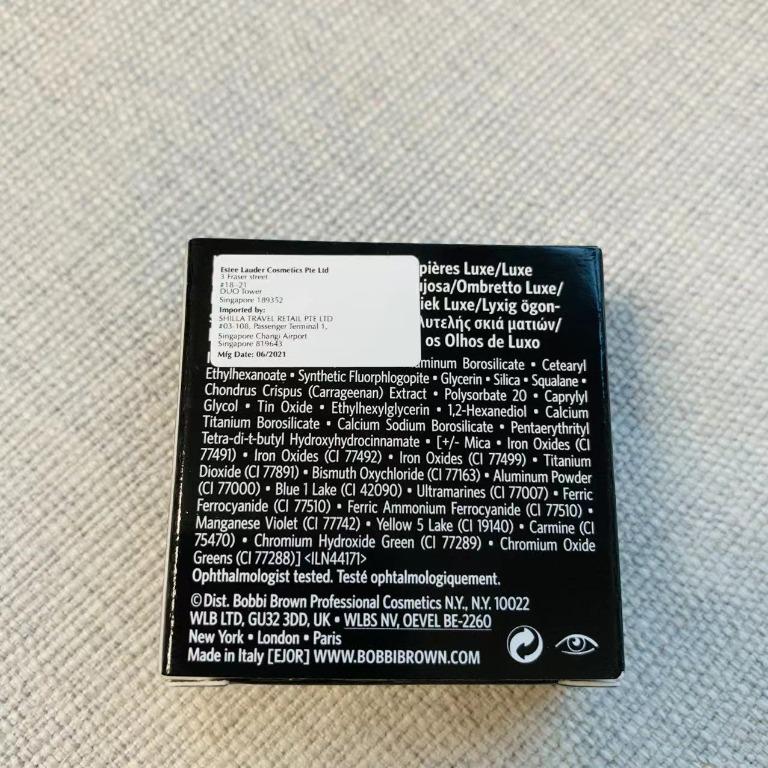 Estee Lauder Cosmetics Pte Ltd
3 Fraser street
#18-21
DUO Tower
Singapore 189352
Imported by:
SHILLA TRAVEL RETAIL PTE LTD
#03-108, Passenger Terminal 1,
Singapore Changi Airport
Singapore 819643
Mfg Date: 06/2021
pières Luxe/Luxe
ujosa/Ombretto Luxe/
iek Luxe/Lyxig ögon-
λυτελής σκιά ματιών/
os Olhos de Luxo
uminum Borosilicate • Cetearyl
Ethylhexanoate • Synthetic Fluorphlogopite • Glycerin • Silica • Squalane •
Chondrus Crispus (Carrageenan) Extract • Polysorbate 20 • Caprylyl
Glycol • Tin Oxide • Ethylhexylglycerin • 1,2-Hexanediol • Calcium
Titanium Borosilicate • Calcium Sodium Borosilicate • Pentaerythrityl
Tetra-di-t-butyl Hydroxyhydrocinnamate • [+/- Mica • Iron Oxides (CI
77491) • Iron Oxides (CI 77492) • Iron Oxides (CI 77499) • Titanium
Dioxide (CI 77891) • Bismuth Oxychloride (CI 77163) • Aluminum Powder
(CI 77000) • Blue 1 Lake (CI 42090) • Ultramarines (CI 77007) • Ferric
Ferrocyanide (CI 77510) • Ferric Ammonium Ferrocyanide (CI 77510) •
Manganese Violet (CI 77742) • Yellow 5 Lake (CI 19140) • Carmine (CI
75470) • Chromium Hydroxide Green (CI 77289) • Chromium Oxide
Greens (CI 77288)] <ILN44171>
Ophthalmologist tested. Testé ophtalmologiquement.
© Dist. Bobbi Brown Professional Cosmetics N.Y., N.Y. 10022
WLB LTD, GU32 3DD, UK • WLBS NV, OEVEL BE-2260
New York • London • Paris
Made in Italy [EJOR] WWW.BOBBIBROWN.COM